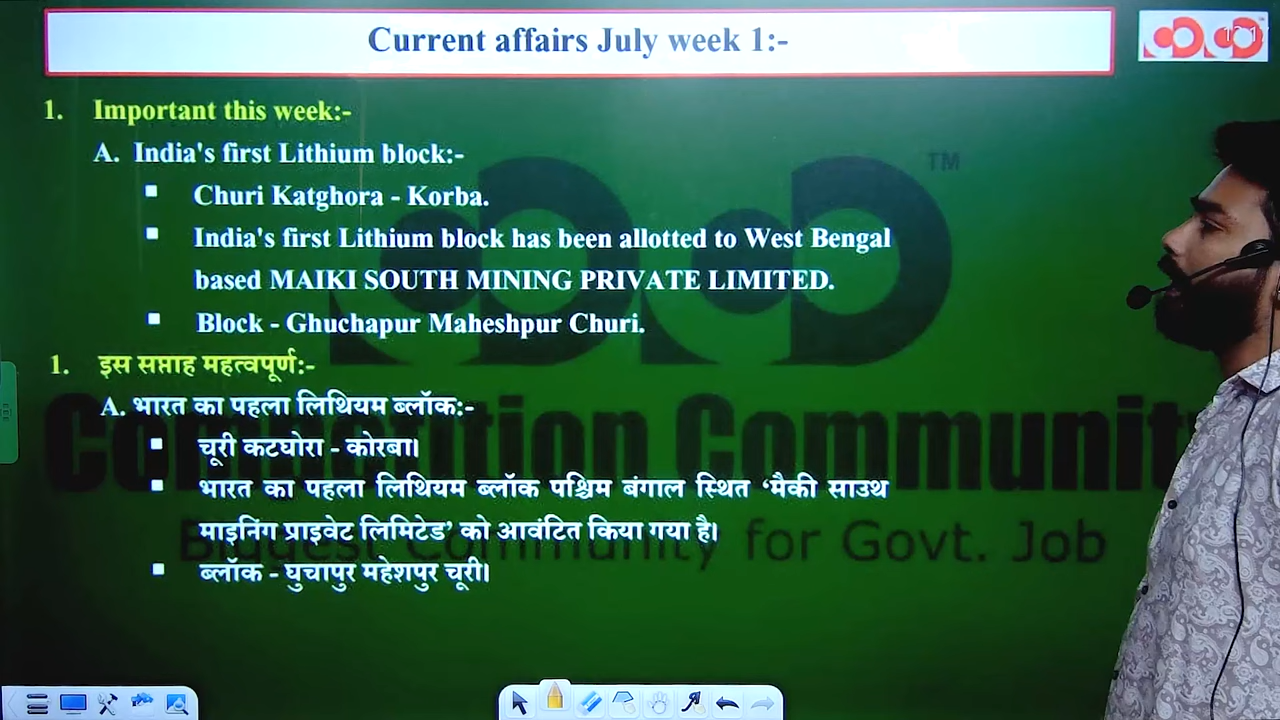 Current affairs July week 1:-
1. Important this week:-
A. India's first Lithium block:-
▪ Churi Katghora - Korba.
▪ India's first Lithium block has been allotted to West Bengal
based MAIKI SOUTH MINING PRIVATE LIMITED.
▪ Block - Ghuchapur Maheshpur Churi.
1. इस सप्ताह महत्वपूर्ण:-
A. भारत का पहला लिथियम ब्लॉक:-
▪ चूरी कटघोरा - कोरबा।
▪ भारत का पहला लिथियम ब्लॉक पश्चिम बंगाल स्थित ‘मैकी साउथ
माइनिंग प्राइवेट लिमिटेड’ को आवंटित किया गया है।
▪ ब्लॉक - घुचापुर महेशपुर चूरी।
TM
Competition Community
Biggest Community for Govt. Job